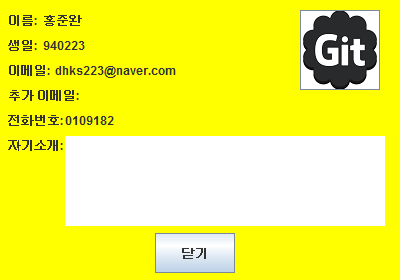 이름: 홍준완
Git
생일: 940223
이메일: dhks223@naver.com
추가 이메일:
전화번호:0109182
자기소개:
닫기